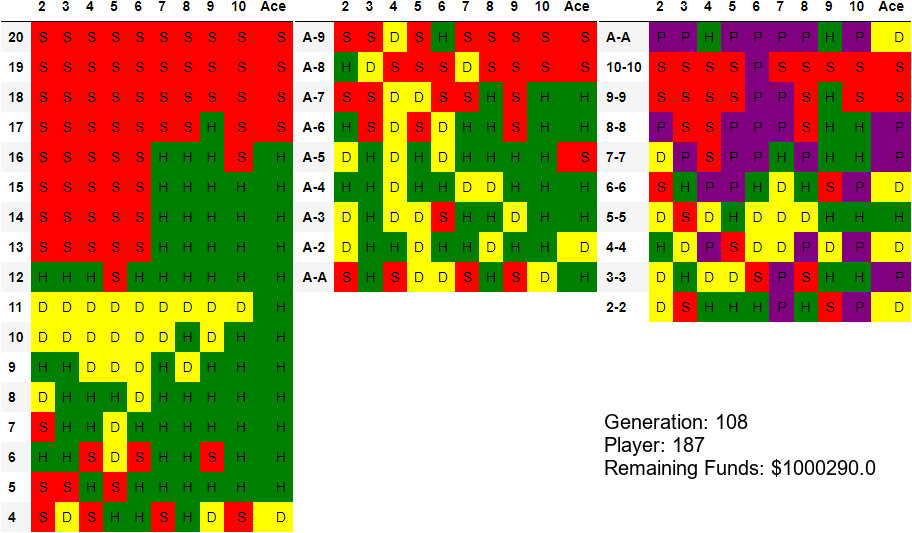 2 3 4 5 6 7 8 9 10 Ace
20 S S S S S S S S S S
19 S S S S S S S S S S
18 S S S S S S S S S S
17 S S S S S S S H S S
16 S S S S S H H H S H
15 S S S S S H H H H H
14 S S S S S H H H H H
13 S S S S S H H H H H
12 H H H S H H H H H H
11 D D D D D D D D D H
10 D D D D D D H D H H
9 H H D D D H D H H H
8 D H H H D H H H H H
7 S H H D H H H H H H
6 H H S D S H H S H H
5 S S H S H H H H H H
4 S D S H H S H D S D
2 3 4 5 6 7 8 9 10 Ace
A-9 S S D S H S S S S S
A-8 H D S S S D S S S S
A-7 S S D D S S H S H H
A-6 H S D S D H H S H H
A-5 D H D H D H H H H S
A-4 H H D H H D D H H H
A-3 D H D D S H H D H H
A-2 D H H D H H D H H D
A-A S H S D D S H S D H
2 3 4 5 6 7 8 9 10 Ace
A-A P P H P P P P H P D
10-10 S S S S P S S S S S
9-9 S S S S P P S H S S
8-8 P S S P P P S H H P
7-7 D P S P P H P H H P
6-6 S H P P H D H S P D
5-5 D S D H D D D H H H
4-4 H D P S D D P D P D
3-3 D H D D S P S H H P
2-2 D S H H H P H S P D
Generation: 108
Player: 187
Remaining Funds: $1000290.0